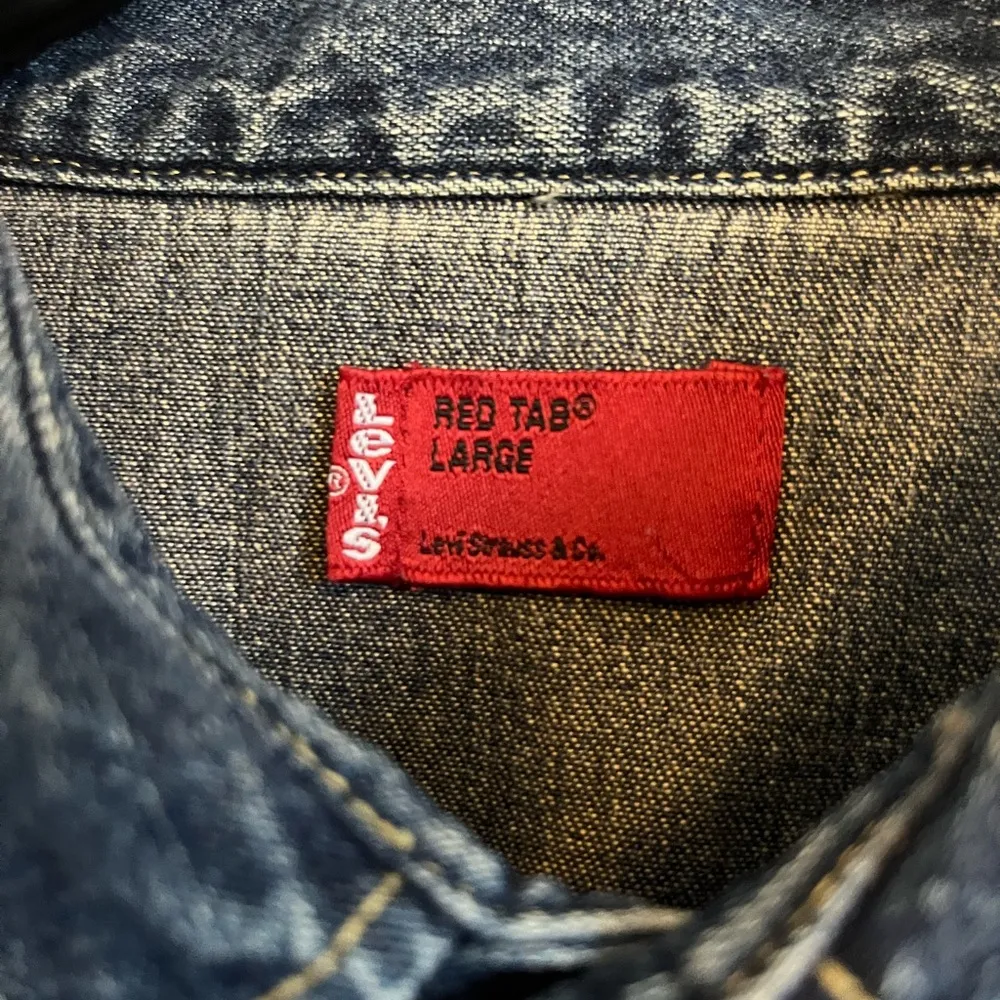 LEVI'S
®
RED TAB®
LARGE
Levi Strauss & Co.